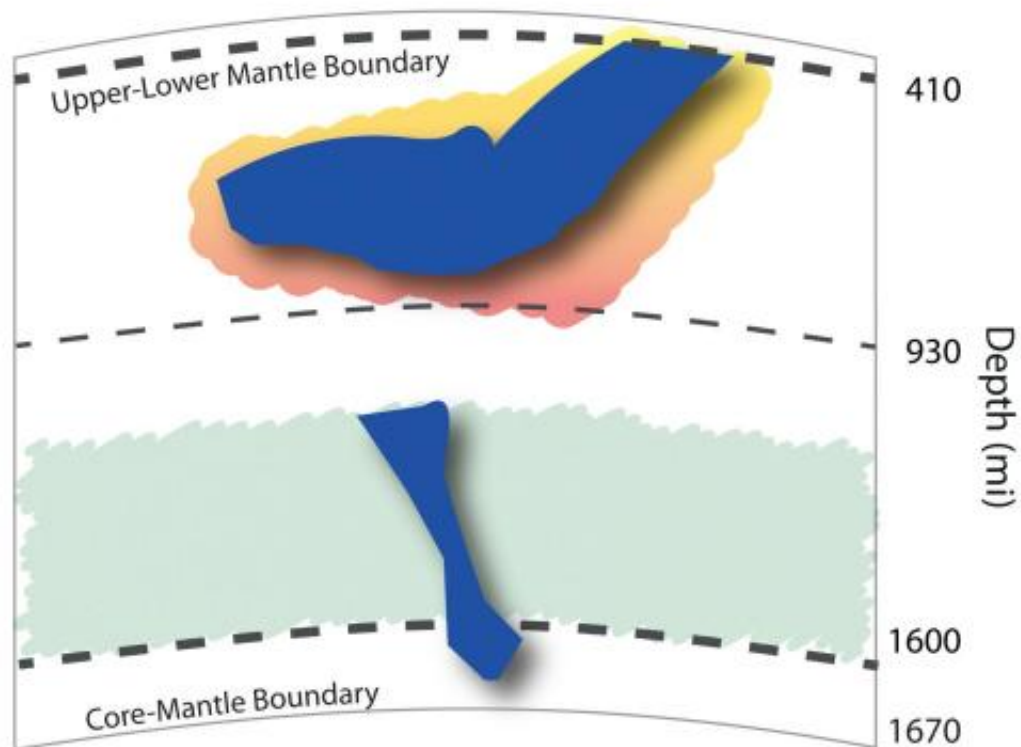 Upper-Lower Mantle Boundary
410
930
Depth (mi)
1600
Core-Mantle Boundary
1670